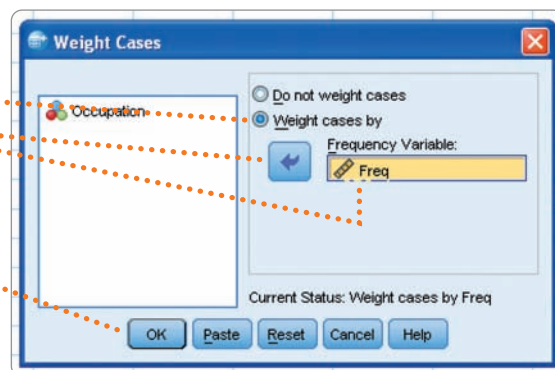 Weight Cases
Occupation
Do not weight cases
Weight cases by
Frequency Variable:
Freq
Current Status: Weight cases by Freq
OK Paste Reset Cancel Help